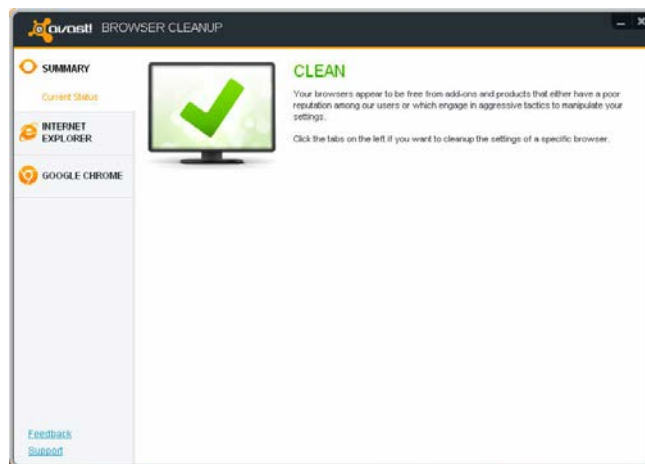 avast! BROWSER CLEANUP
SUMMARY
Current Status
INTERNET
EXPLORER
GOOGLE CHROME
CLEAN
Your browsers appear to be free from add-ons and products that either have a poor
reputation among our users or which engage in aggressive tactics to manipulate your
settings.
Click the tabs on the left if you want to cleanup the settings of a specific browser.
Feedback
Support